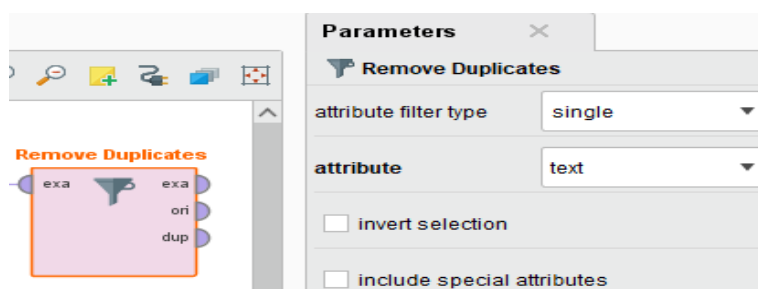 Parameters
Remove Duplicates
attribute filter type single
attribute text
invert selection
include special attributes
Remove Duplicates
exa exa
ori
dup